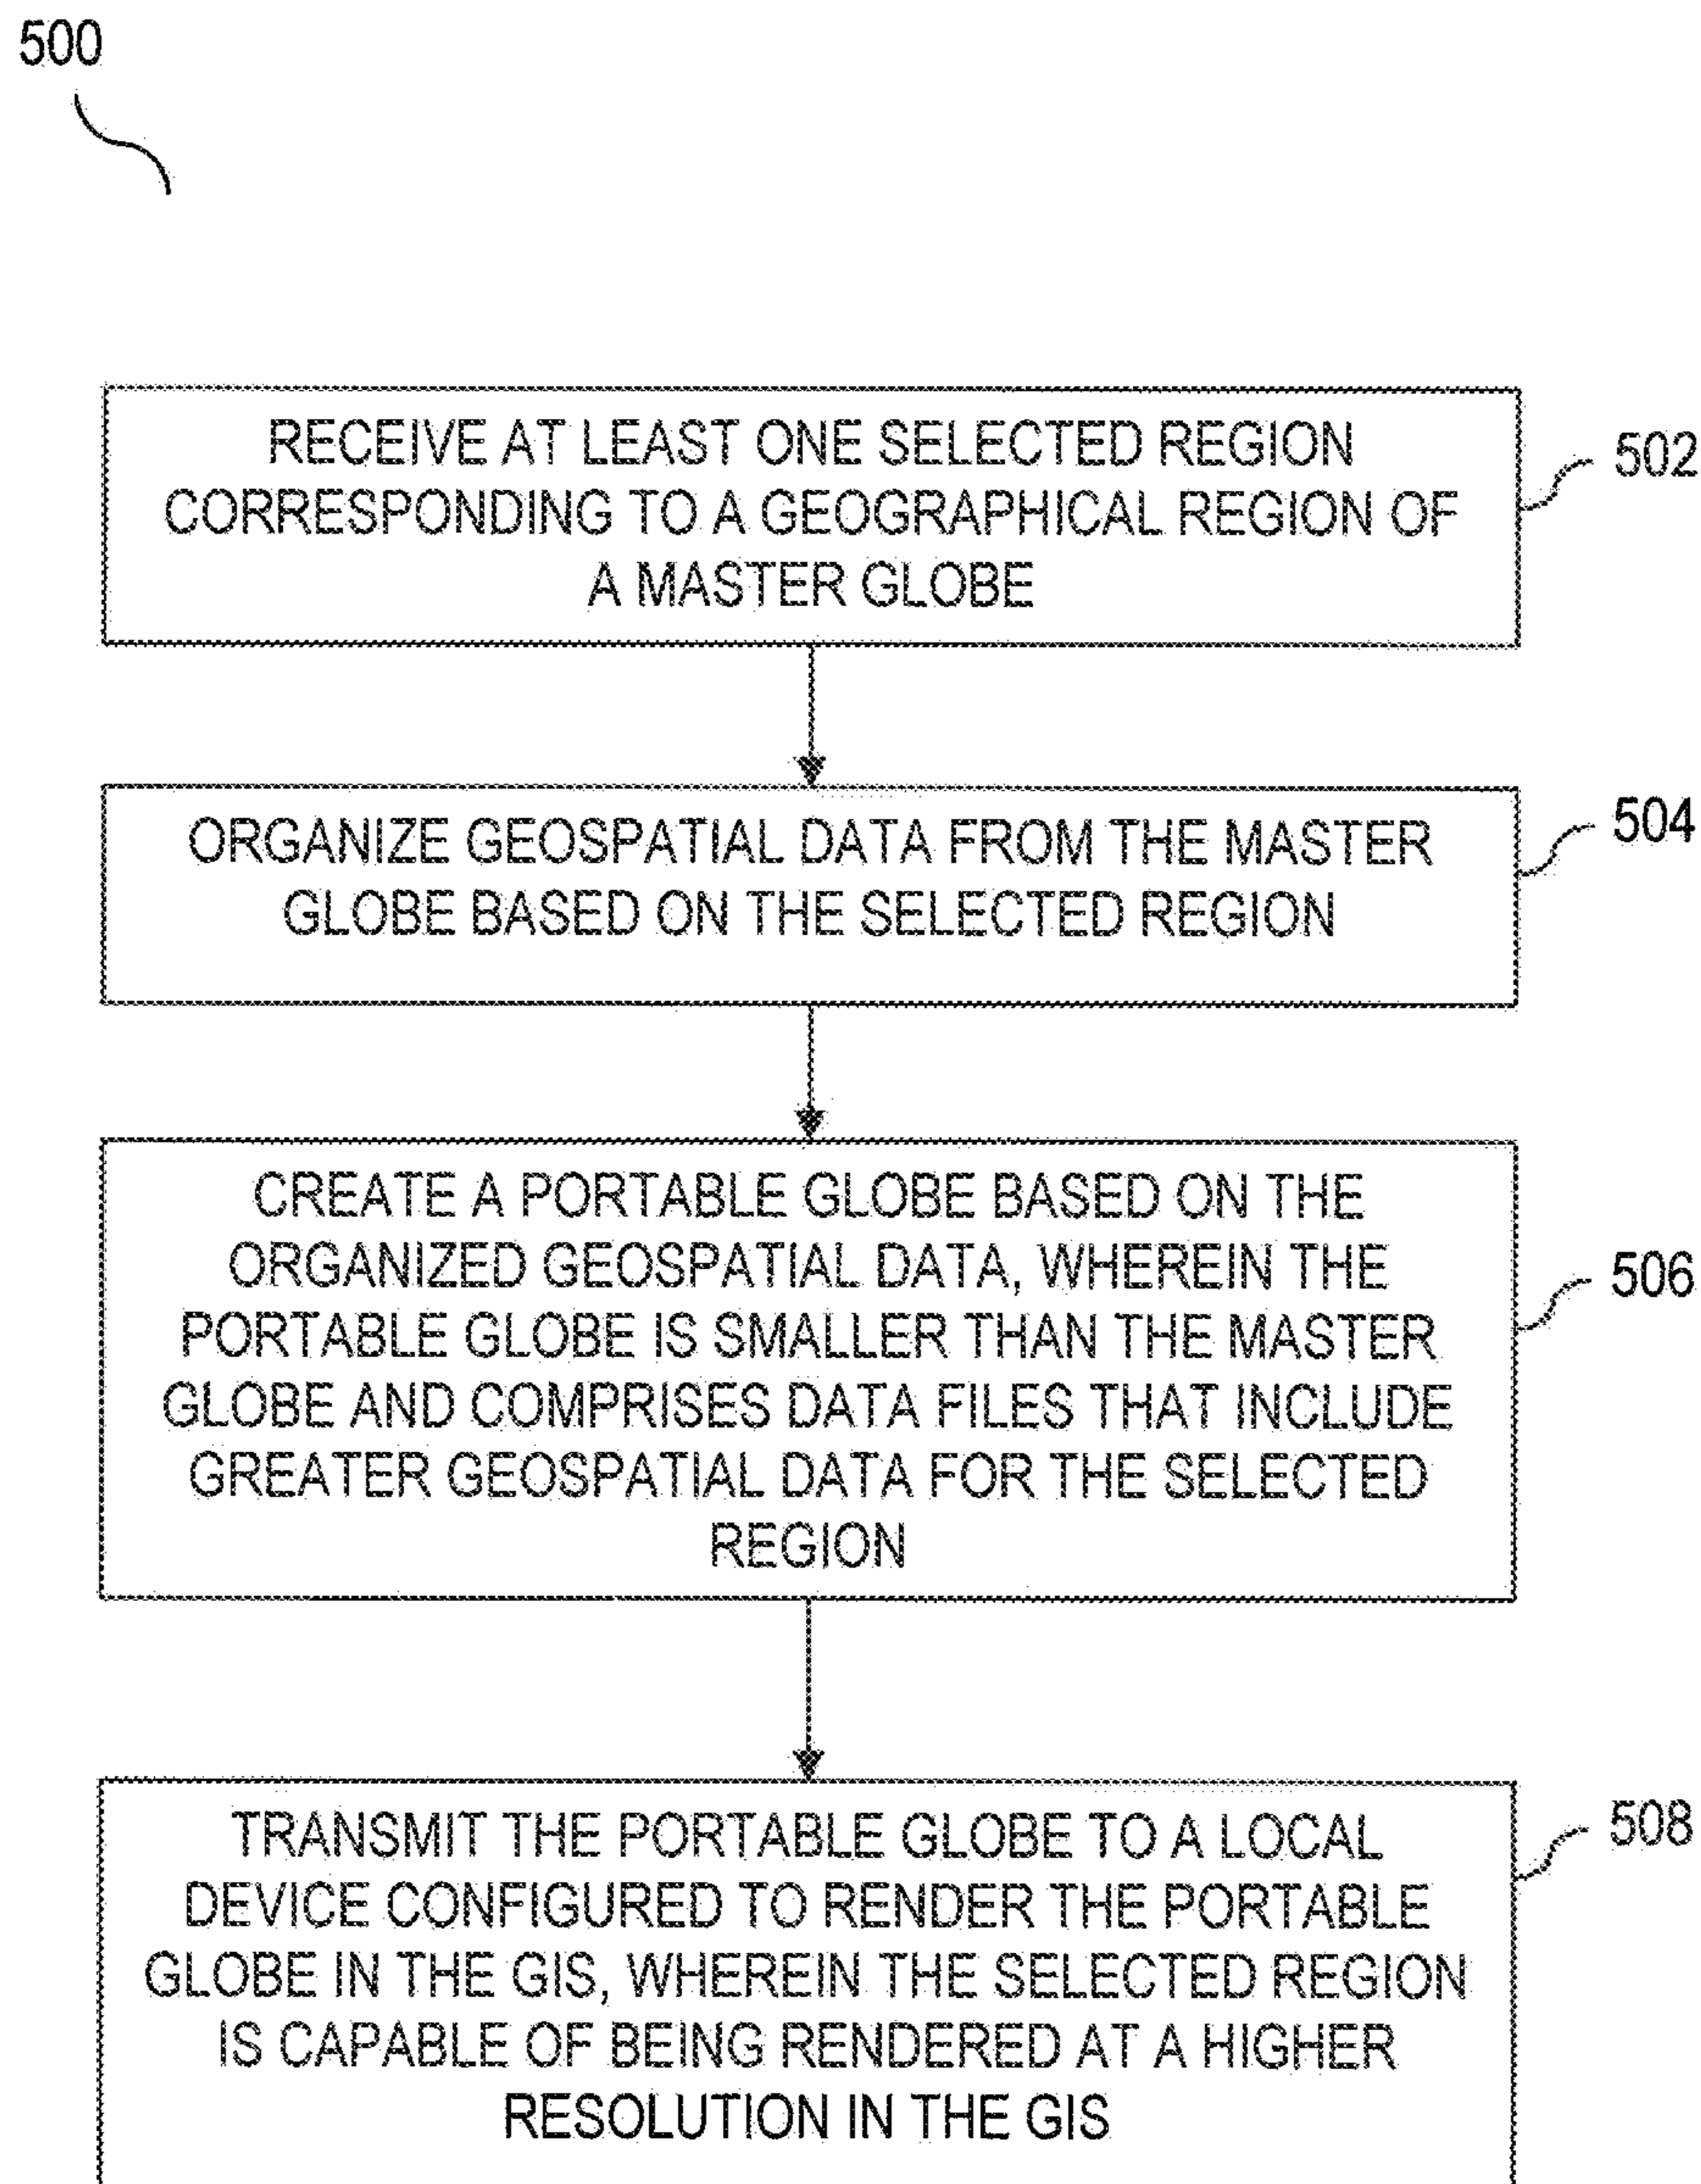 500
RECEIVE AT LEAST ONE SELECTED REGION
CORRESPONDING TO A GEOGRAPHICAL REGION OF
A MASTER GLOBE
502
ORGANIZE GEOSPATIAL DATA FROM THE MASTER
GLOBE BASED ON THE SELECTED REGION
504
CREATE A PORTABLE GLOBE BASED ON THE
ORGANIZED GEOSPATIAL DATA, WHEREIN THE
PORTABLE GLOBE IS SMALLER THAN THE MASTER
GLOBE AND COMPRISES DATA FILES THAT INCLUDE
GREATER GEOSPATIAL DATA FOR THE SELECTED
REGION
506
TRANSMIT THE PORTABLE GLOBE TO A LOCAL
DEVICE CONFIGURED TO RENDER THE PORTABLE
GLOBE IN THE GIS, WHEREIN THE SELECTED REGION
IS CAPABLE OF BEING RENDERED AT A HIGHER
RESOLUTION IN THE GIS
508